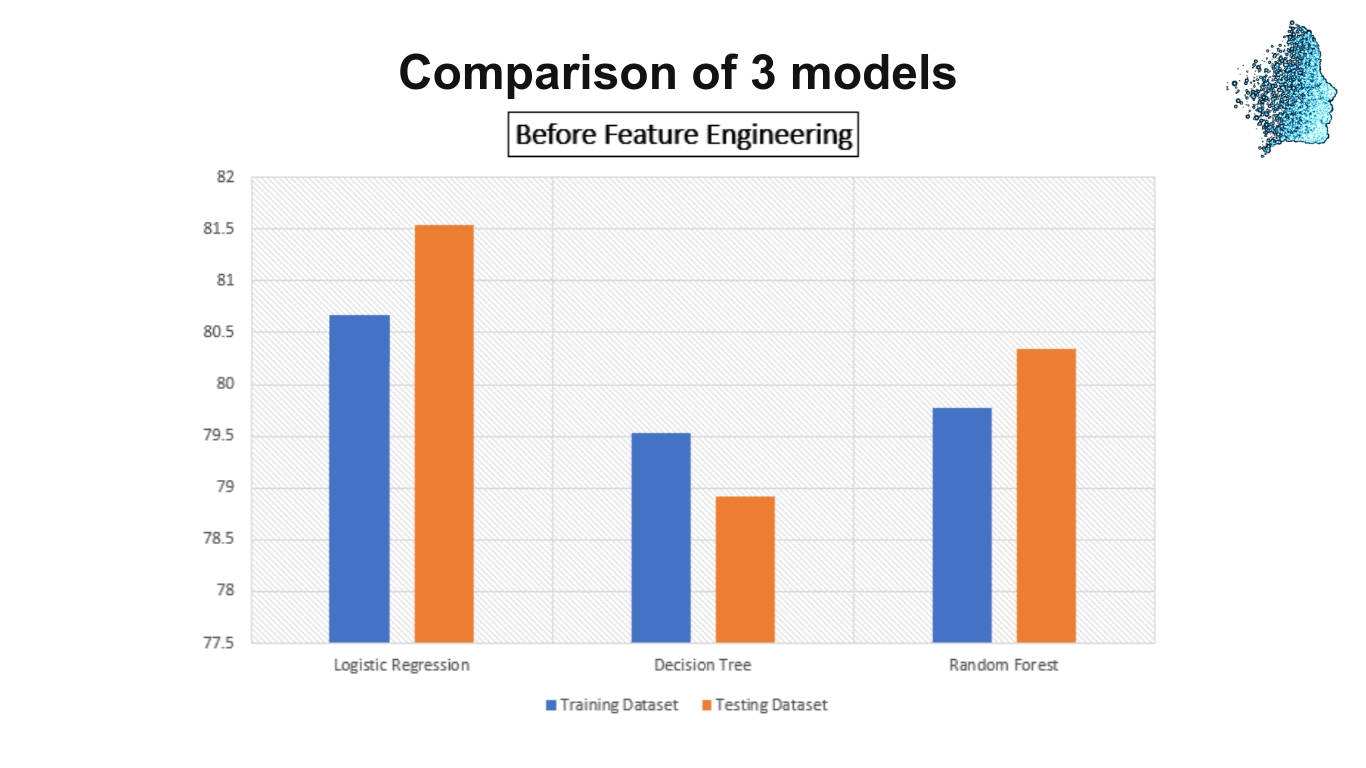 Comparison of 3 models
Before Feature Engineering
82
81.5
81
80.5
80
79.5
79
78.5
78
77.5
Logistic Regression
Decision Tree
Random Forest
Training Dataset
Testing Dataset